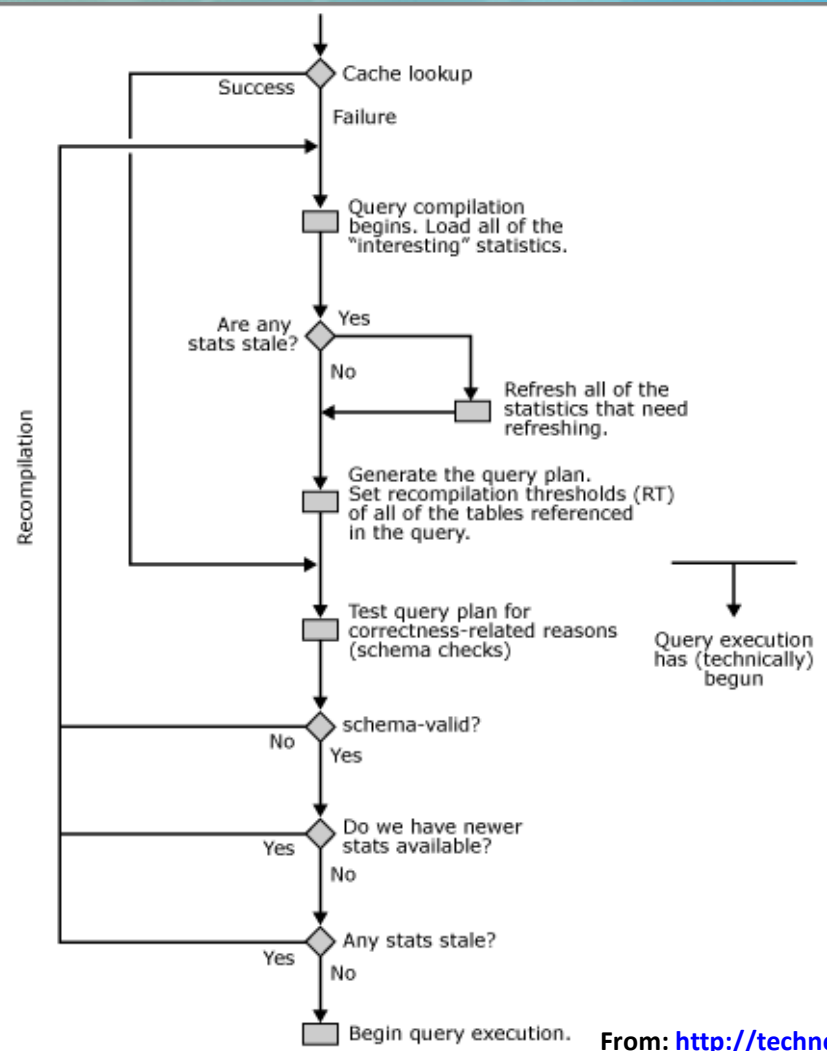 Cache lookup
Success
Failure
Query compilation
begins. Load all of the
“interesting” statistics.
Are any
stats stale?
Yes
No
Refresh all of the
statistics that need
refreshing.
Recompilation
Generate the query plan.
Set recompilation thresholds (RT)
of all of the tables referenced
in the query.
Test query plan for
correctness-related reasons
(schema checks)
Query execution
has (technically)
begun
schema-valid?
No
Yes
Do we have newer
stats available?
Yes
No
Any stats stale?
Yes
No
Begin query execution.
From: http://techne